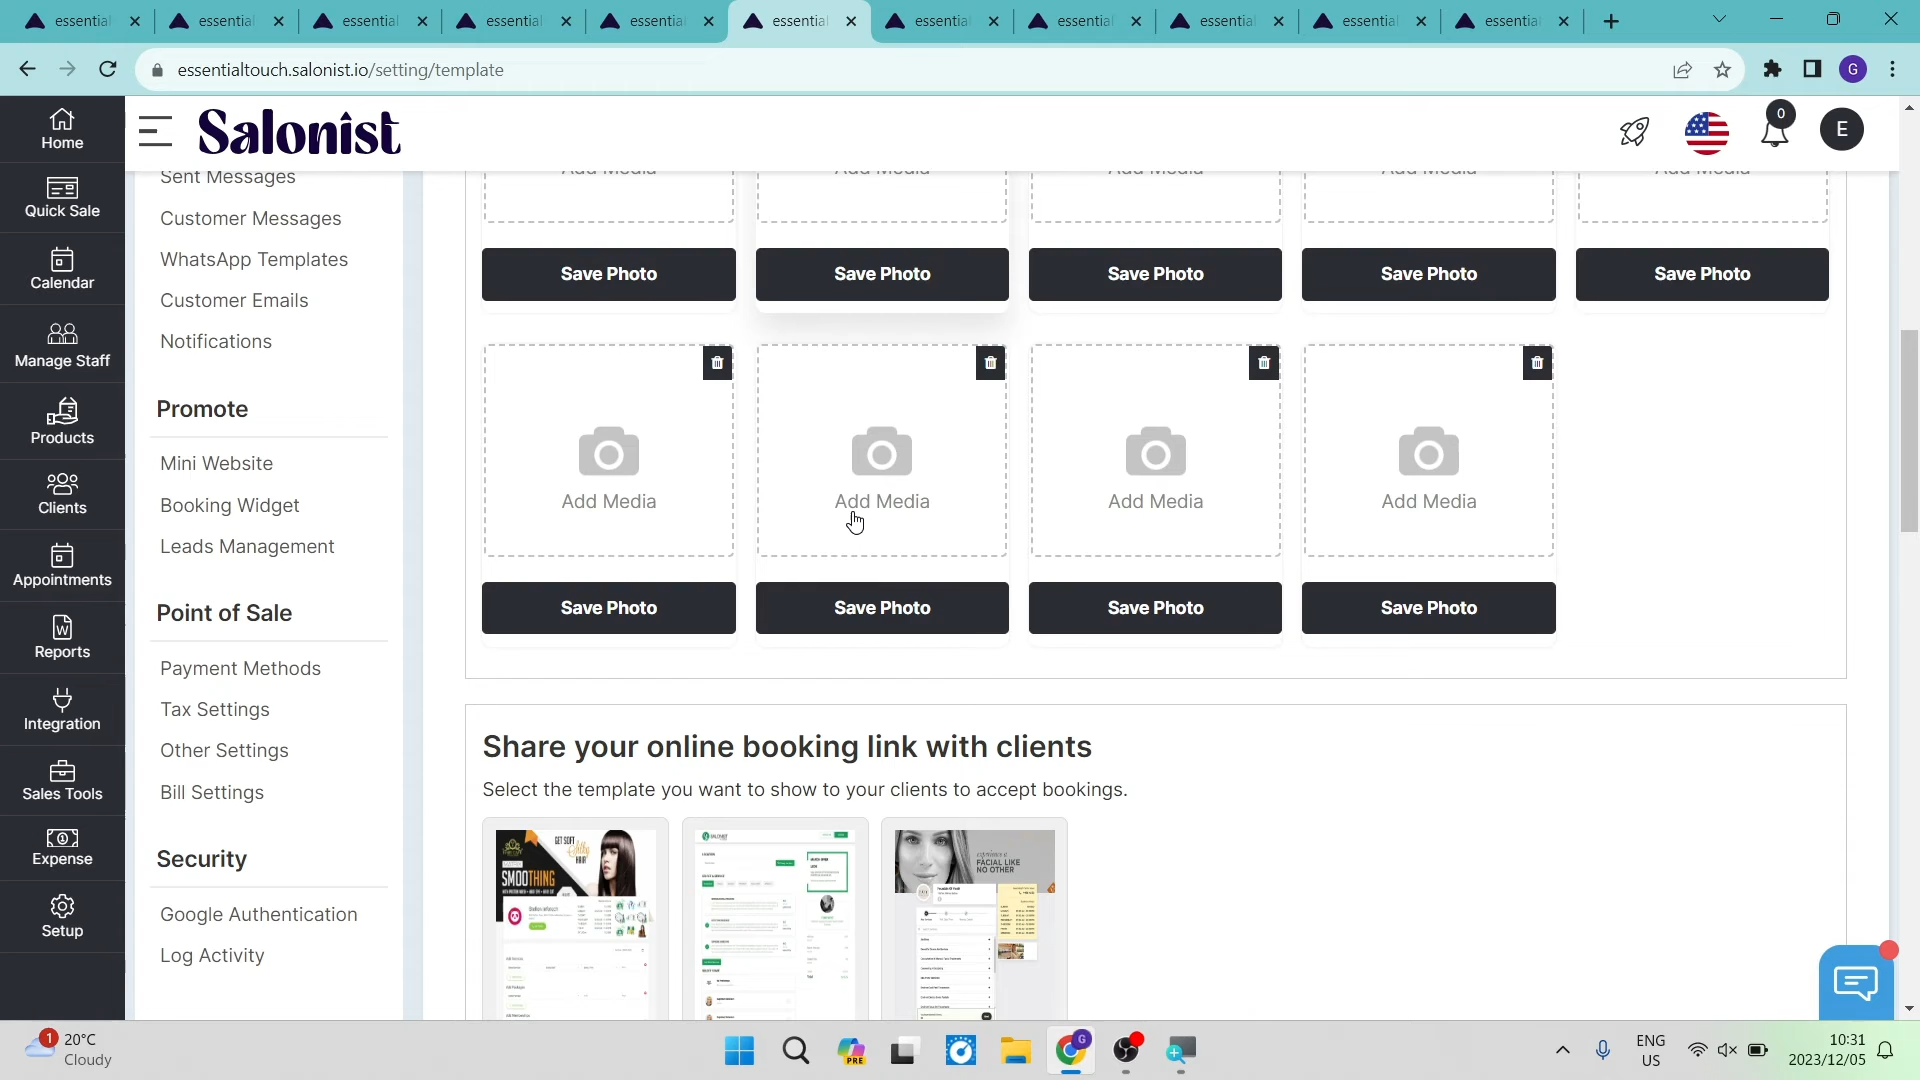 essential essential essential essential essential essential essential essential essential essential essential
essentialtouch.salonist.io/setting/template
G
Home
Quick Sale
Calendar
Manage Staff
Products
Clients
Appointments
Reports
Integration
Sales Tools
Expense
Setup
Salonist
0
E
Sent Messages
Customer Messages
WhatsApp Templates
Customer Emails
Notifications
Promote
Mini Website
Booking Widget
Leads Management
Point of Sale
Payment Methods
Tax Settings
Other Settings
Bill Settings
Security
Google Authentication
Log Activity
Add Media Add Media Add Media Add Media Add Media
Save Photo Save Photo Save Photo Save Photo Save Photo
Add Media Add Media Add Media Add Media
Save Photo Save Photo Save Photo Save Photo
Share your online booking link with clients
Select the template you want to show to your clients to accept bookings.
GET SOFT
Silky
HAIR
SMOOTHING
SALONIST
experience a
FACIAL LIKE
NO OTHER
1
20°C
Cloudy
PRE
G
ENG
US
10:31
2023/12/05